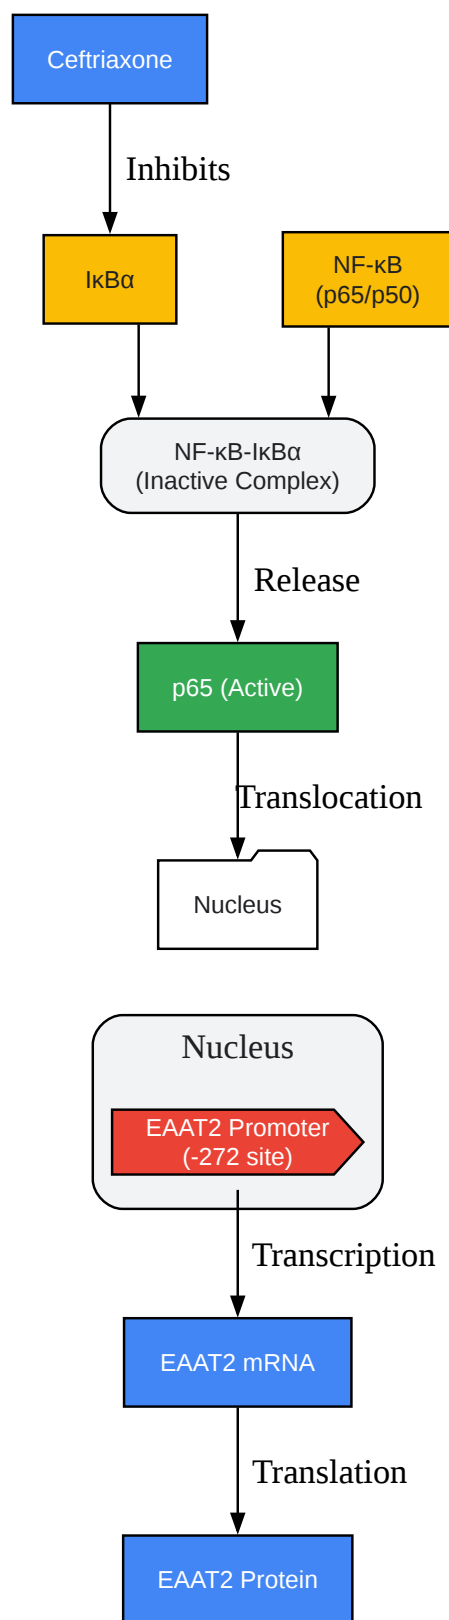 Ceftriaxone
Inhibits
IκBα
NF-κB
(p65/p50)
NF-κB-IκBα
(Inactive Complex)
Release
p65 (Active)
Translocation
Nucleus
Nucleus
EAAT2 Promoter
(-272 site)
Transcription
EAAT2 mRNA
Translation
EAAT2 Protein